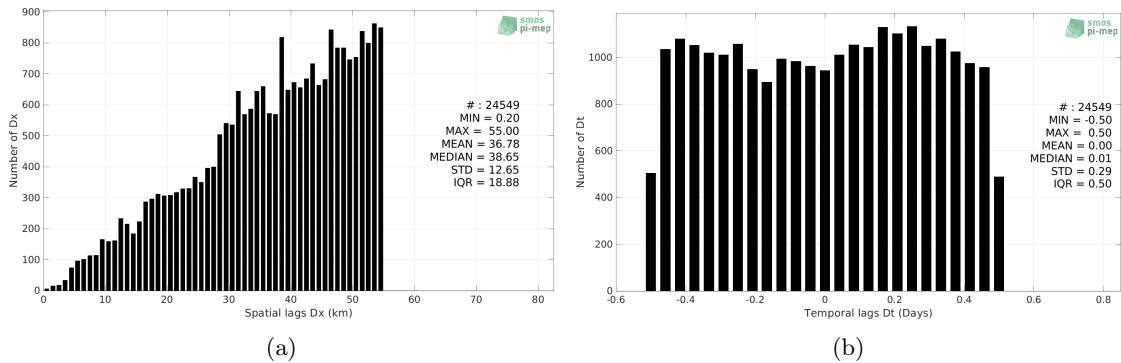 900
800
700
600
500
400
300
200
100
0
Number of Dx
0 10 20 30 40 50 60 70 80
Spatial lags Dx (km)
smos
pi-mep
# : 24549
MIN = 0.20
MAX = 55.00
MEAN = 36.78
MEDIAN = 38.65
STD = 12.65
IQR = 18.88
(a)
1000
800
600
400
200
0
Number of Dt
-0.6 -0.4 -0.2 0 0.2 0.4 0.6 0.8
Temporal lags Dt (Days)
smos
pi-mep
# : 24549
MIN = -0.50
MAX = 0.50
MEAN = 0.00
MEDIAN = 0.01
STD = 0.29
IQR = 0.50
(b)